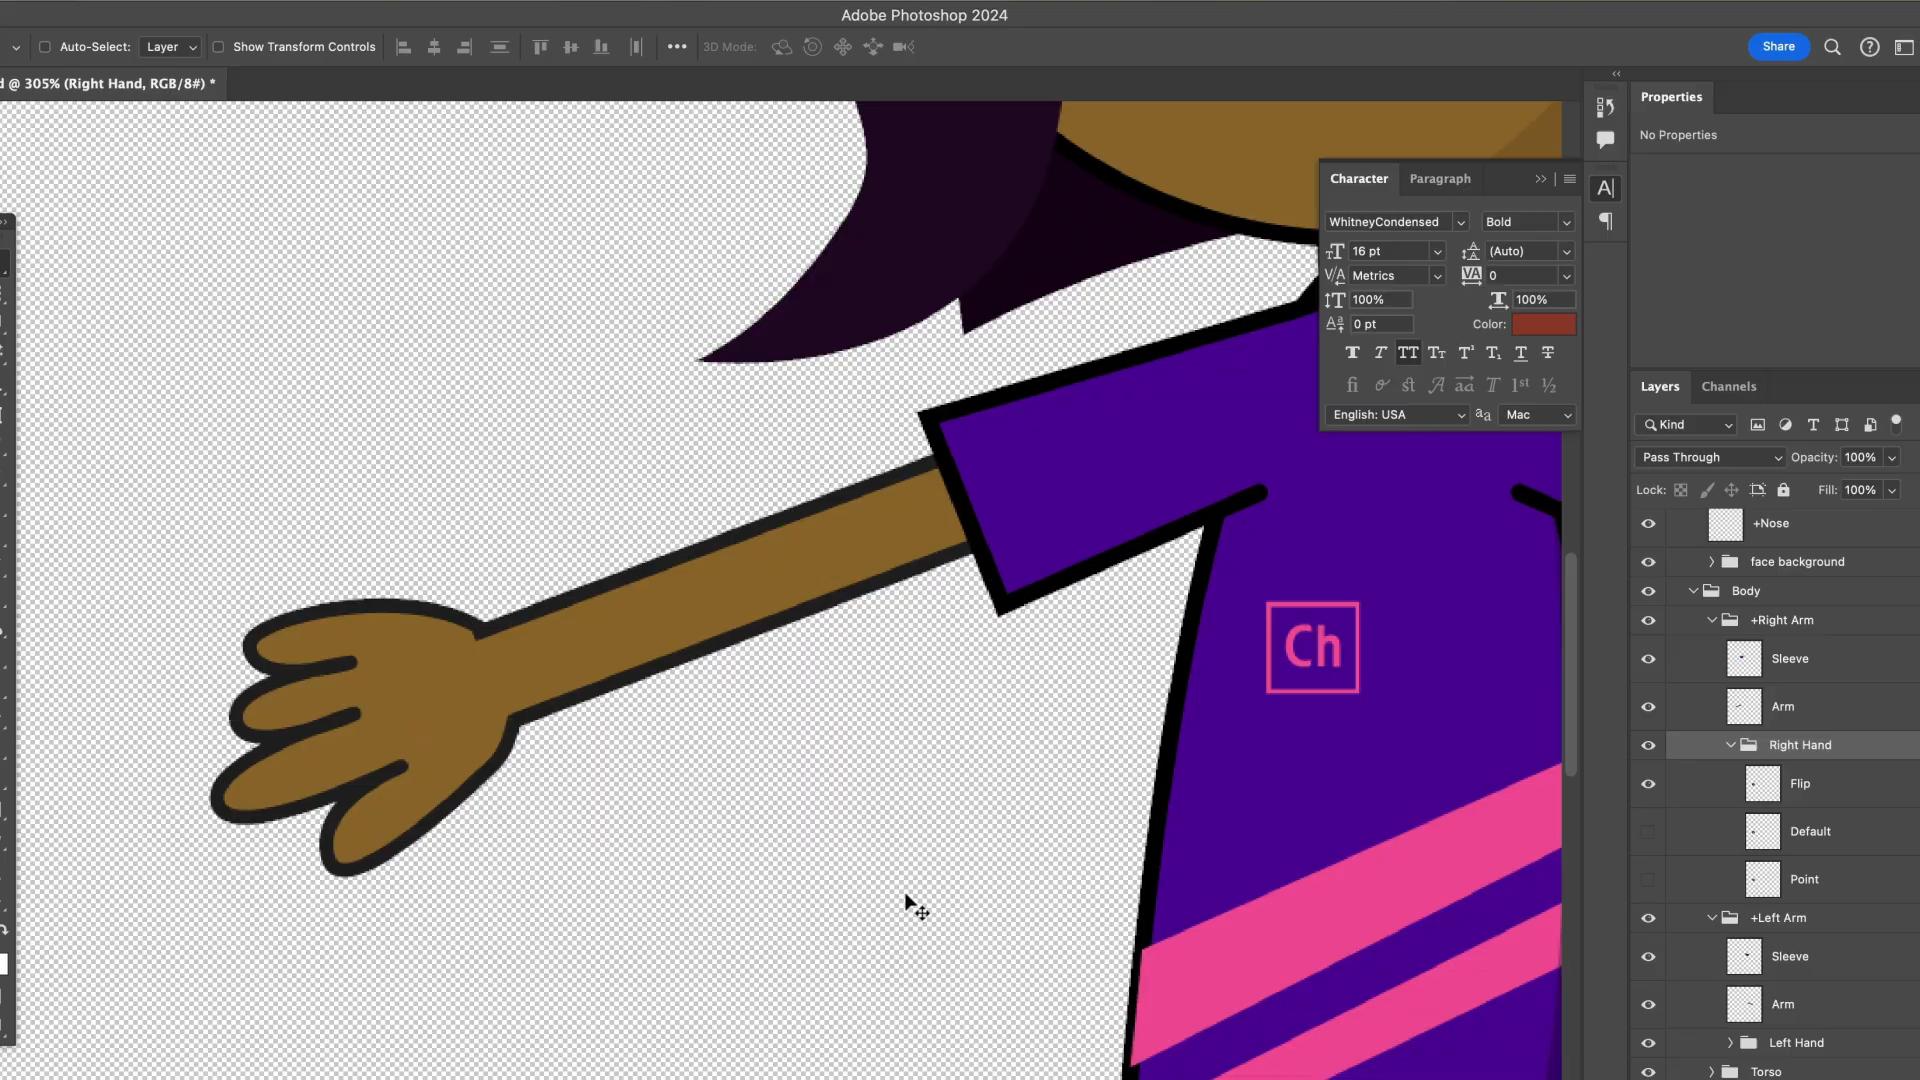 Adobe Photoshop 2024
Auto-Select:
Layer
Show Transform Controls
3D Mode:
Share
@ 305% (Right Hand, RGB/8#) *
Properties
No Properties
Character
Paragraph
WhitneyCondensed
Bold
16 pt
(Auto)
Metrics
0
100%
100%
0 pt
Color:
English: USA
Mac
Ch
Layers
Channels
Kind
Pass Through
Opacity:
100%
Lock:
Fill:
100%
+Nose
face background
Body
+Right Arm
Sleeve
Arm
Right Hand
Flip
Default
Point
+Left Arm
Sleeve
Arm
Left Hand
Torso